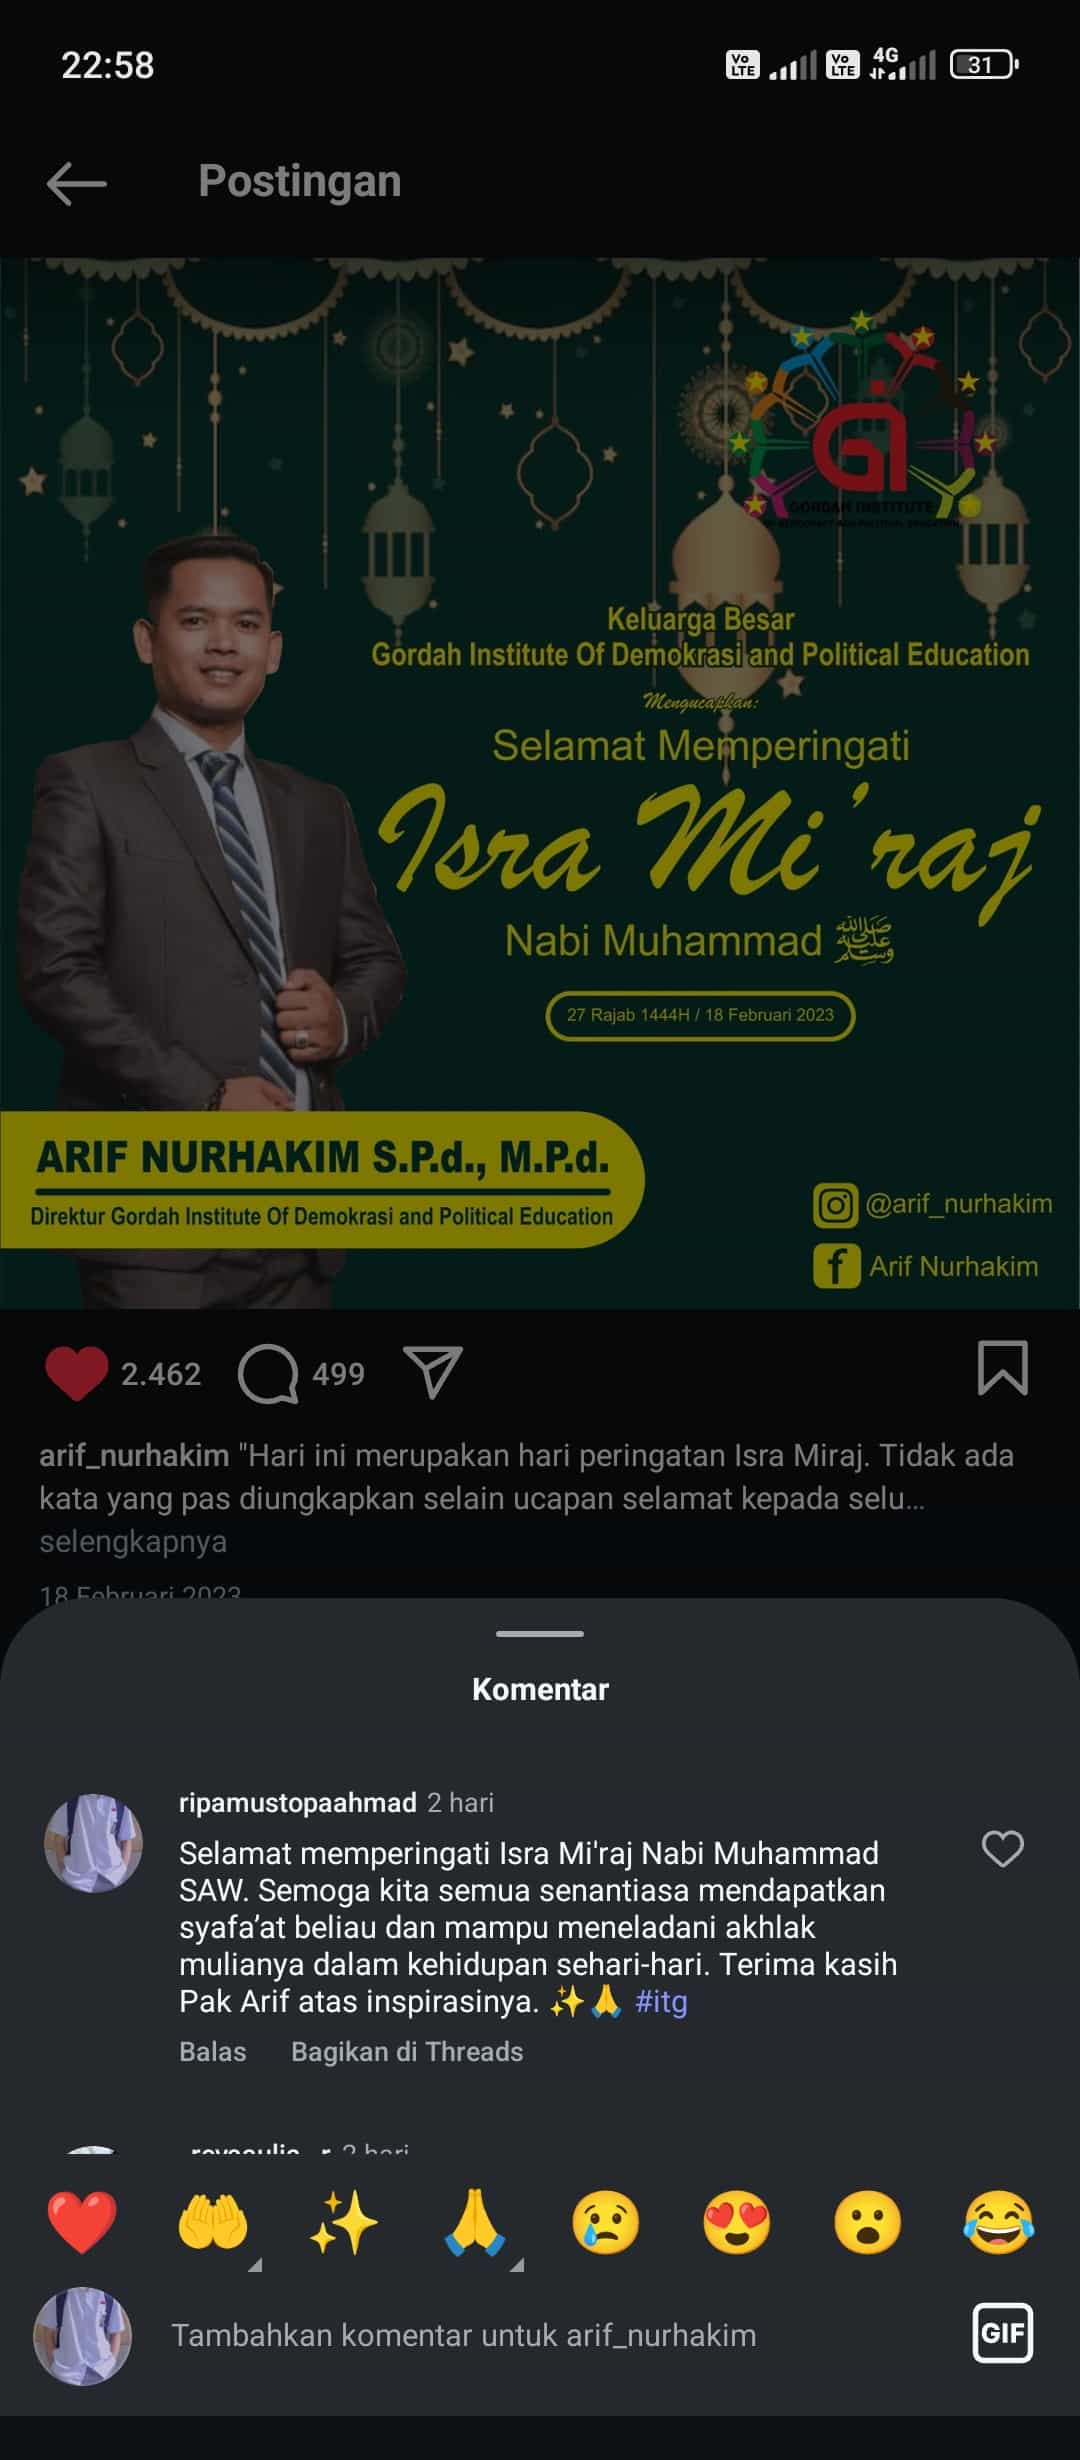 22:58
Vo LTE Vo LTE 4G 31
Postingan
GI
GORDAH INSTITUTE
OF DEMOCRACY AND POLITICAL EDUCATION
Keluarga Besar
Gordah Institute Of Demokrasi and Political Education
Mengucapkan:
Selamat Memperingati
Isra Mi'raj
Nabi Muhammad ﷺ
27 Rajab 1444H / 18 Februari 2023
ARIF NURHAKIM S.P.d., M.P.d.
Direktur Gordah Institute Of Demokrasi and Political Education
@arif_nurhakim
Arif Nurhakim
2.462 499
arif_nurhakim "Hari ini merupakan hari peringatan Isra Miraj. Tidak ada
kata yang pas diungkapkan selain ucapan selamat kepada selu...
selengkapnya
18 Februari 2023
Komentar
ripamustopaahmad 2 hari
Selamat memperingati Isra Mi'raj Nabi Muhammad
SAW. Semoga kita semua senantiasa mendapatkan
syafa’at beliau dan mampu meneladani akhlak
mulianya dalam kehidupan sehari-hari. Terima kasih
Pak Arif atas inspirasinya. ✨🙏 #itg
Balas Bagikan di Threads
2 hari
Tambahkan komentar untuk arif_nurhakim
GIF